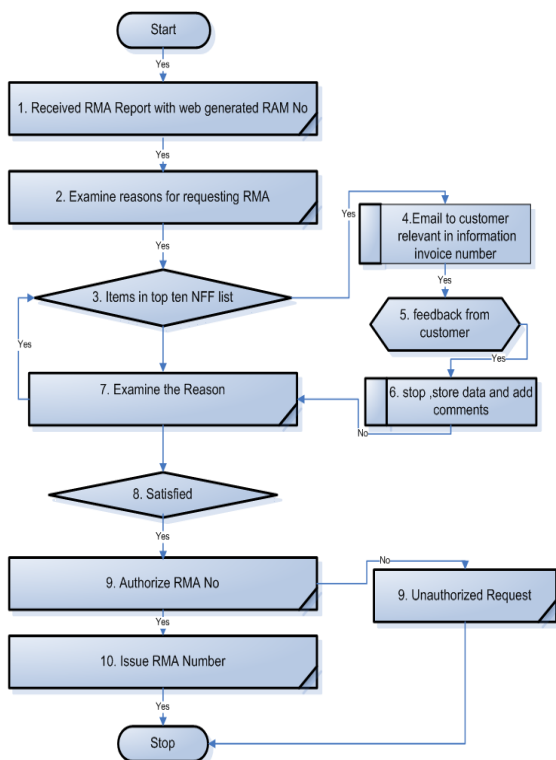 Start
Yes
1. Received RMA Report with web generated RAM No
Yes
2. Examine reasons for requesting RMA
Yes
Yes
4.Email to customer
relevant in information
invoice number
Yes
3. Items in top ten NFF list
5. feedback from
customer
Yes
Yes
7. Examine the Reason
6. stop ,store data and add
comments
No
8. Satisfied
Yes
9. Authorize RMA No
No
9. Unauthorized Request
Yes
10. Issue RMA Number
Yes
Stop